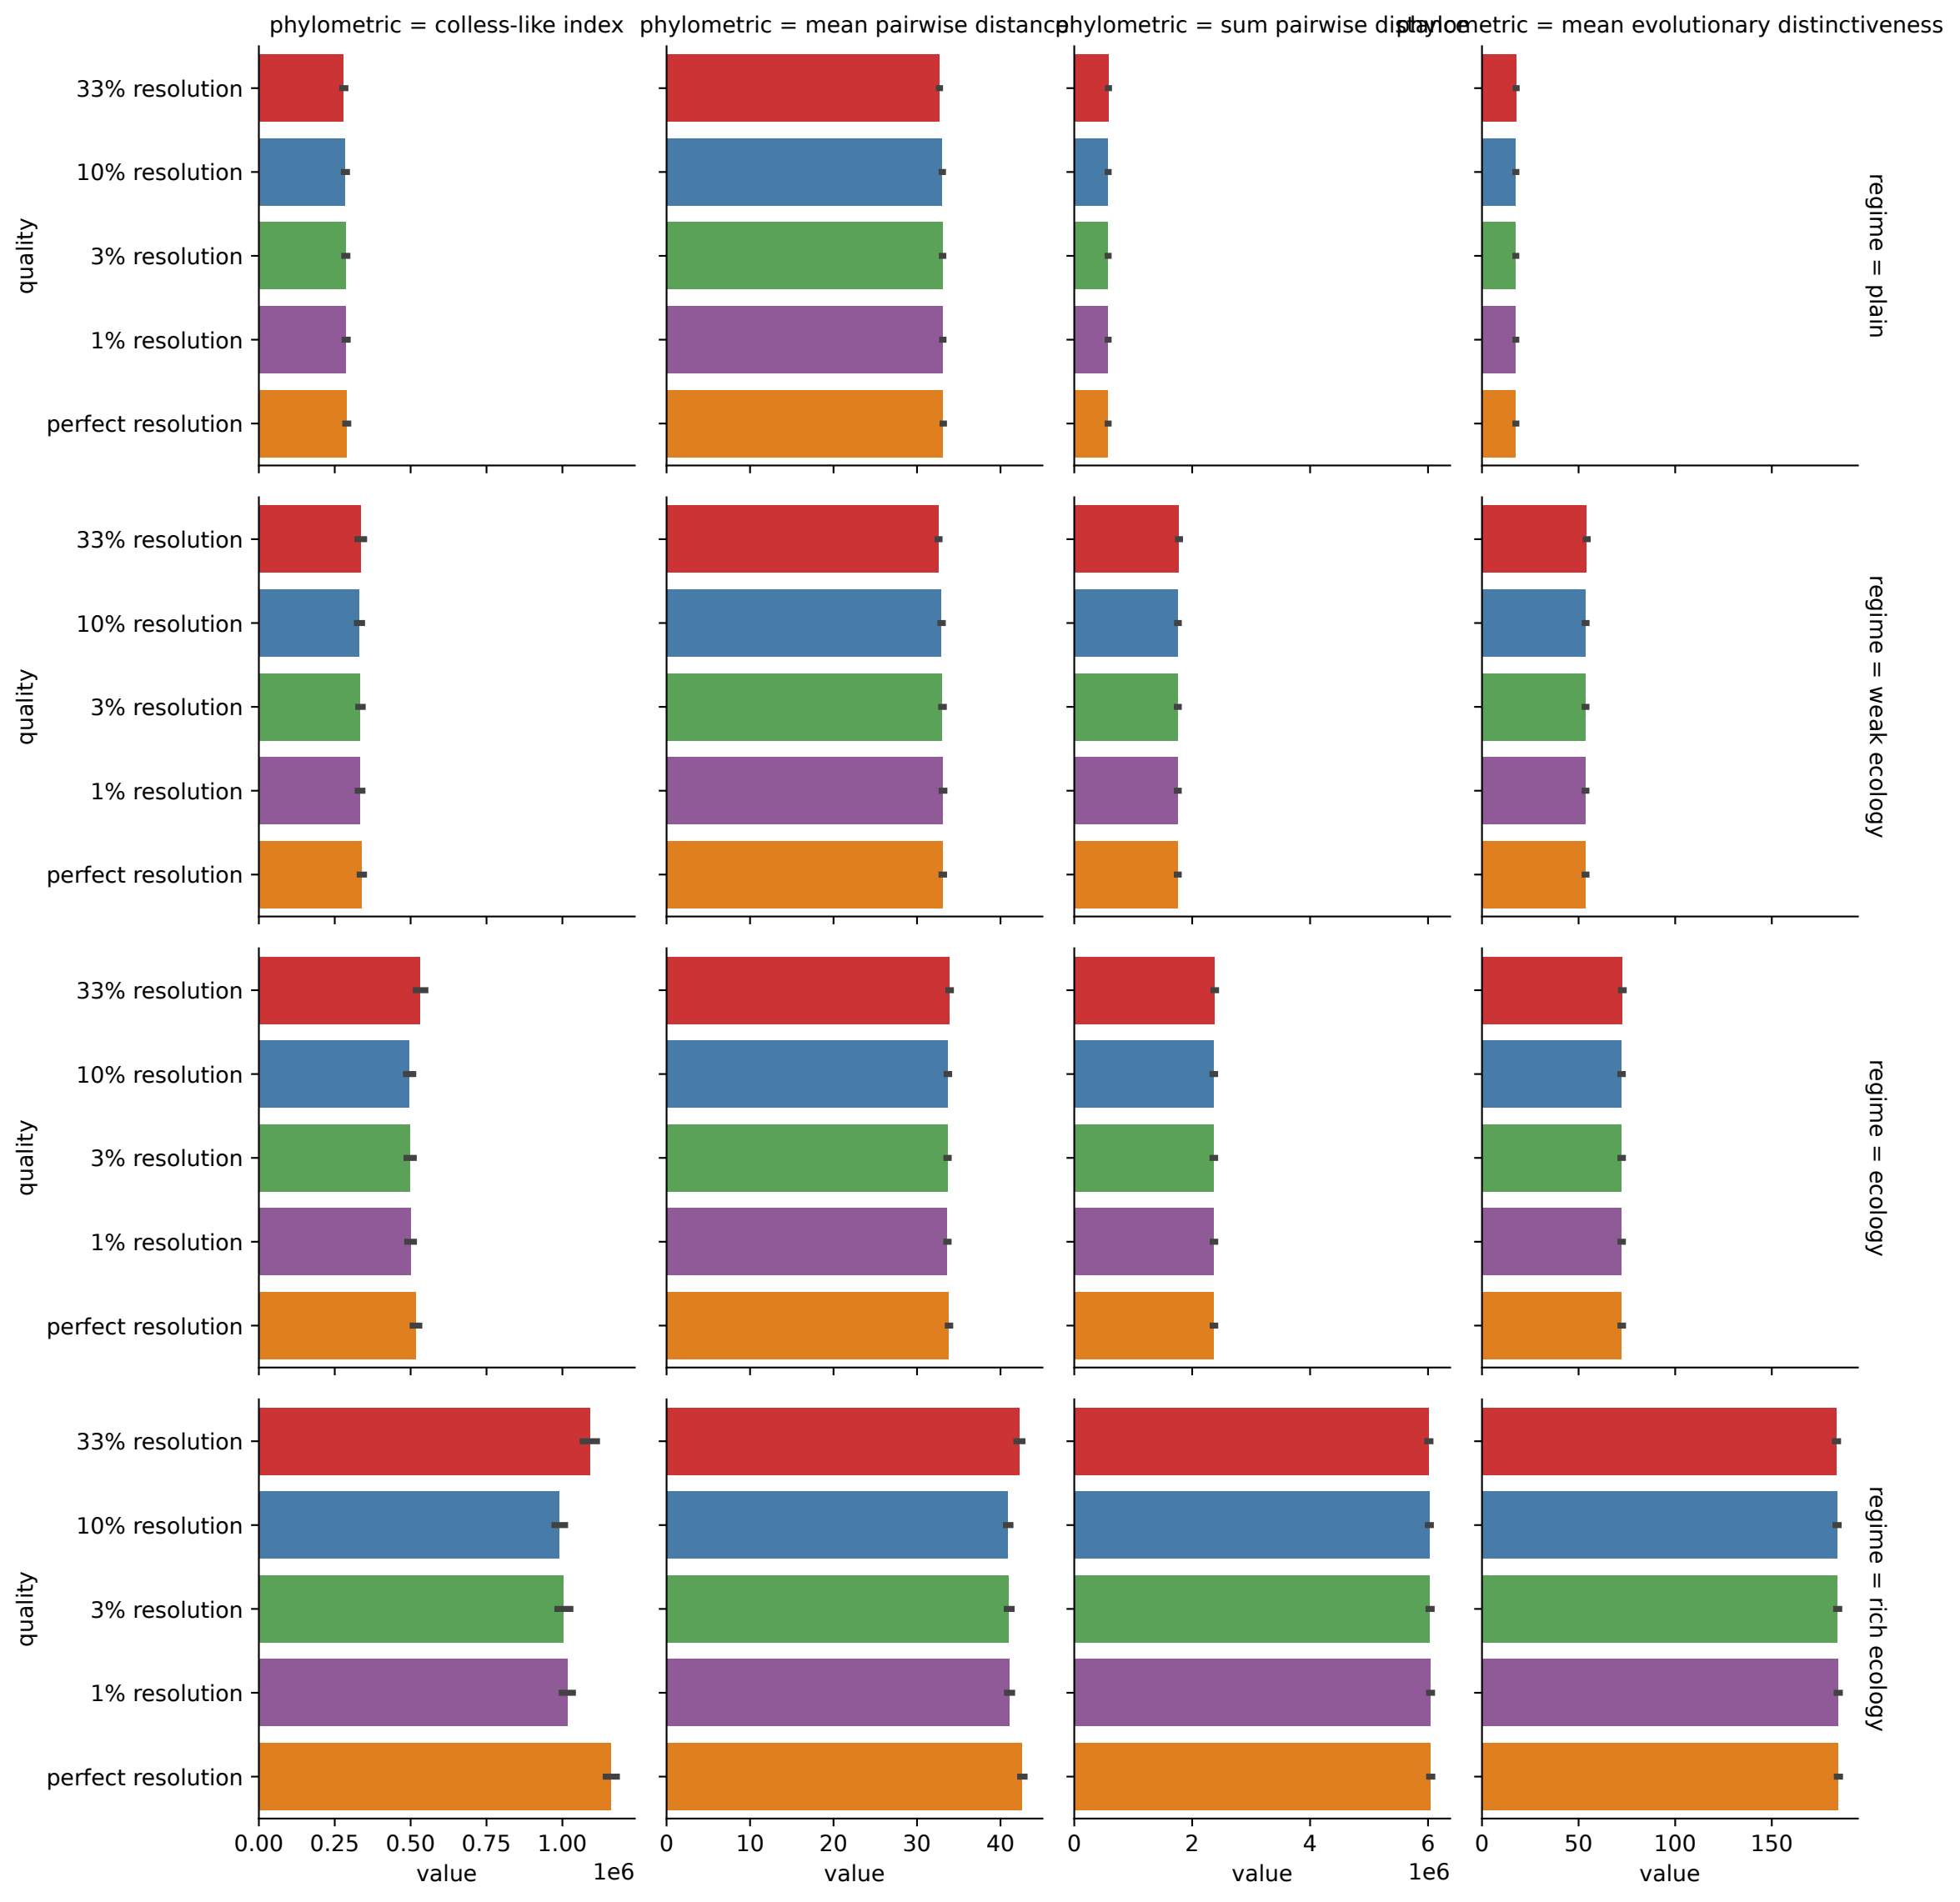 phylometric = colless-like index
phylometric = mean pairwise distance
phylometric = sum pairwise distance
phylometric = mean evolutionary distinctiveness
quality
33% resolution
10% resolution
3% resolution
1% resolution
perfect resolution
regime = plain
quality
33% resolution
10% resolution
3% resolution
1% resolution
perfect resolution
regime = weak ecology
quality
33% resolution
10% resolution
3% resolution
1% resolution
perfect resolution
regime = ecology
quality
33% resolution
10% resolution
3% resolution
1% resolution
perfect resolution
regime = rich ecology
0.00 0.25 0.50 0.75 1.00
1e6
value
0 10 20 30 40
value
0 2 4 6
1e6
value
0 50 100 150
value